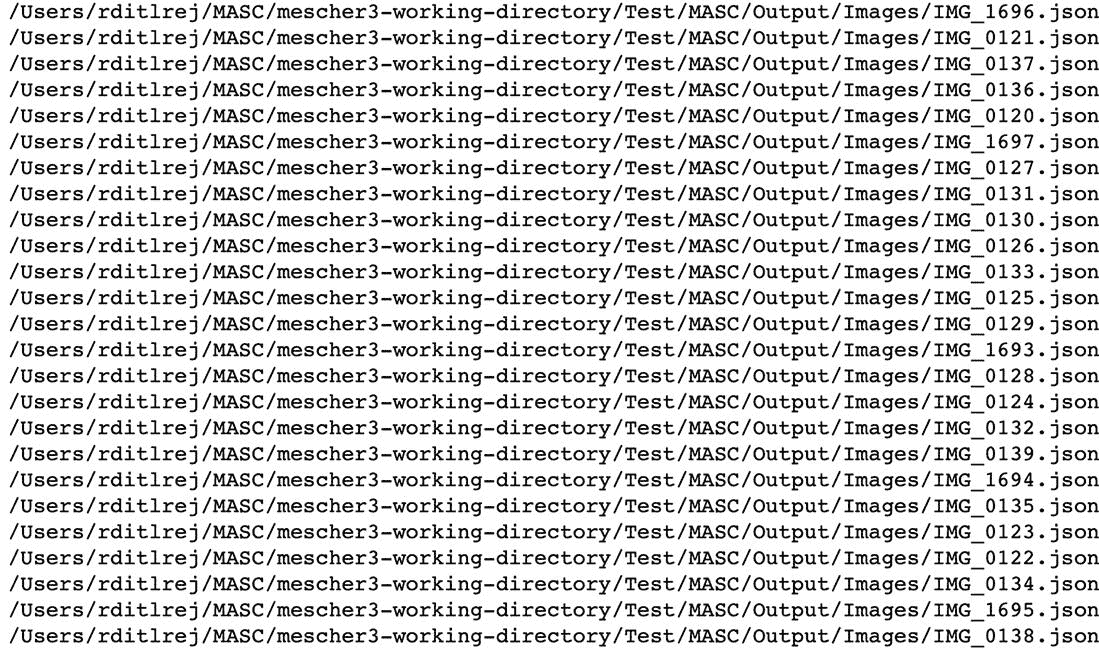 /Users/rditlrej/MASC/mescher3-working-directory/Test/MASC/Output/Images/IMG_1696.json
/Users/rditlrej/MASC/mescher3-working-directory/Test/MASC/Output/Images/IMG_0121.json
/Users/rditlrej/MASC/mescher3-working-directory/Test/MASC/Output/Images/IMG_0137.json
/Users/rditlrej/MASC/mescher3-working-directory/Test/MASC/Output/Images/IMG_0136.json
/Users/rditlrej/MASC/mescher3-working-directory/Test/MASC/Output/Images/IMG_0120.json
/Users/rditlrej/MASC/mescher3-working-directory/Test/MASC/Output/Images/IMG_1697.json
/Users/rditlrej/MASC/mescher3-working-directory/Test/MASC/Output/Images/IMG_0127.json
/Users/rditlrej/MASC/mescher3-working-directory/Test/MASC/Output/Images/IMG_0131.json
/Users/rditlrej/MASC/mescher3-working-directory/Test/MASC/Output/Images/IMG_0130.json
/Users/rditlrej/MASC/mescher3-working-directory/Test/MASC/Output/Images/IMG_0126.json
/Users/rditlrej/MASC/mescher3-working-directory/Test/MASC/Output/Images/IMG_0133.json
/Users/rditlrej/MASC/mescher3-working-directory/Test/MASC/Output/Images/IMG_0125.json
/Users/rditlrej/MASC/mescher3-working-directory/Test/MASC/Output/Images/IMG_0129.json
/Users/rditlrej/MASC/mescher3-working-directory/Test/MASC/Output/Images/IMG_1693.json
/Users/rditlrej/MASC/mescher3-working-directory/Test/MASC/Output/Images/IMG_0128.json
/Users/rditlrej/MASC/mescher3-working-directory/Test/MASC/Output/Images/IMG_0124.json
/Users/rditlrej/MASC/mescher3-working-directory/Test/MASC/Output/Images/IMG_0132.json
/Users/rditlrej/MASC/mescher3-working-directory/Test/MASC/Output/Images/IMG_0139.json
/Users/rditlrej/MASC/mescher3-working-directory/Test/MASC/Output/Images/IMG_1694.json
/Users/rditlrej/MASC/mescher3-working-directory/Test/MASC/Output/Images/IMG_0135.json
/Users/rditlrej/MASC/mescher3-working-directory/Test/MASC/Output/Images/IMG_0123.json
/Users/rditlrej/MASC/mescher3-working-directory/Test/MASC/Output/Images/IMG_0122.json
/Users/rditlrej/MASC/mescher3-working-directory/Test/MASC/Output/Images/IMG_0134.json
/Users/rditlrej/MASC/mescher3-working-directory/Test/MASC/Output/Images/IMG_1695.json
/Users/rditlrej/MASC/mescher3-working-directory/Test/MASC/Output/Images/IMG_0138.json